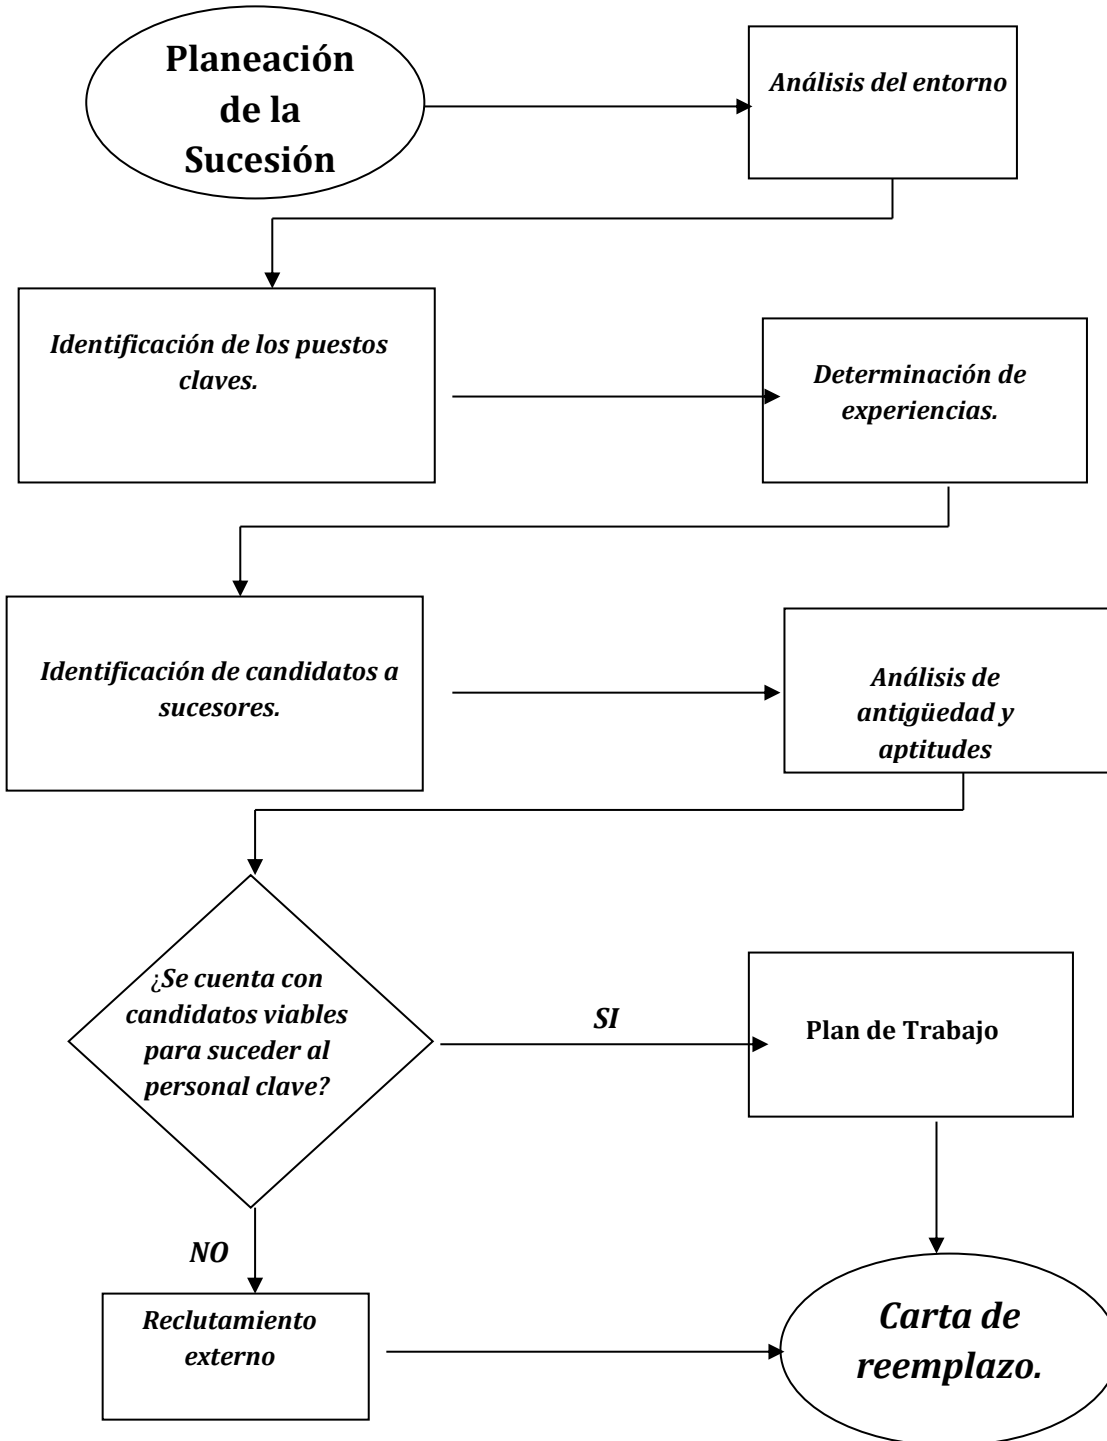 Planeación
de la
Sucesión
Análisis del entorno
Identificación de los puestos
claves.
Determinación de
experiencias.
Identificación de candidatos a
sucesores.
Análisis de
antigüedad y
aptitudes
¿Se cuenta con
candidatos viables
para suceder al
personal clave?
SI
Plan de Trabajo
NO
Reclutamiento
externo
Carta de
reemplazo.